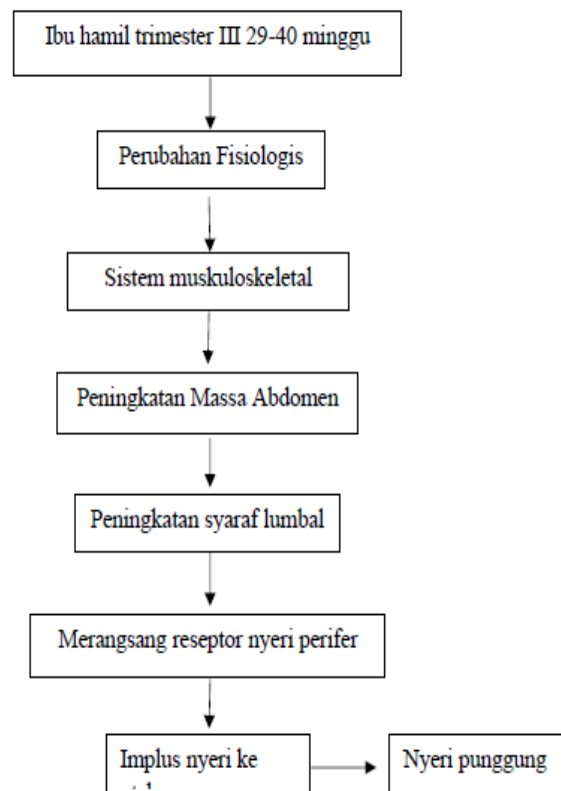 Ibu hamil trimester III 29-40 minggu
Perubahan Fisiologis
Sistem muskuloskeletal
Peningkatan Massa Abdomen
Peningkatan syaraf lumbal
Merangsang reseptor nyeri perifer
Implus nyeri ke
Nyeri punggung